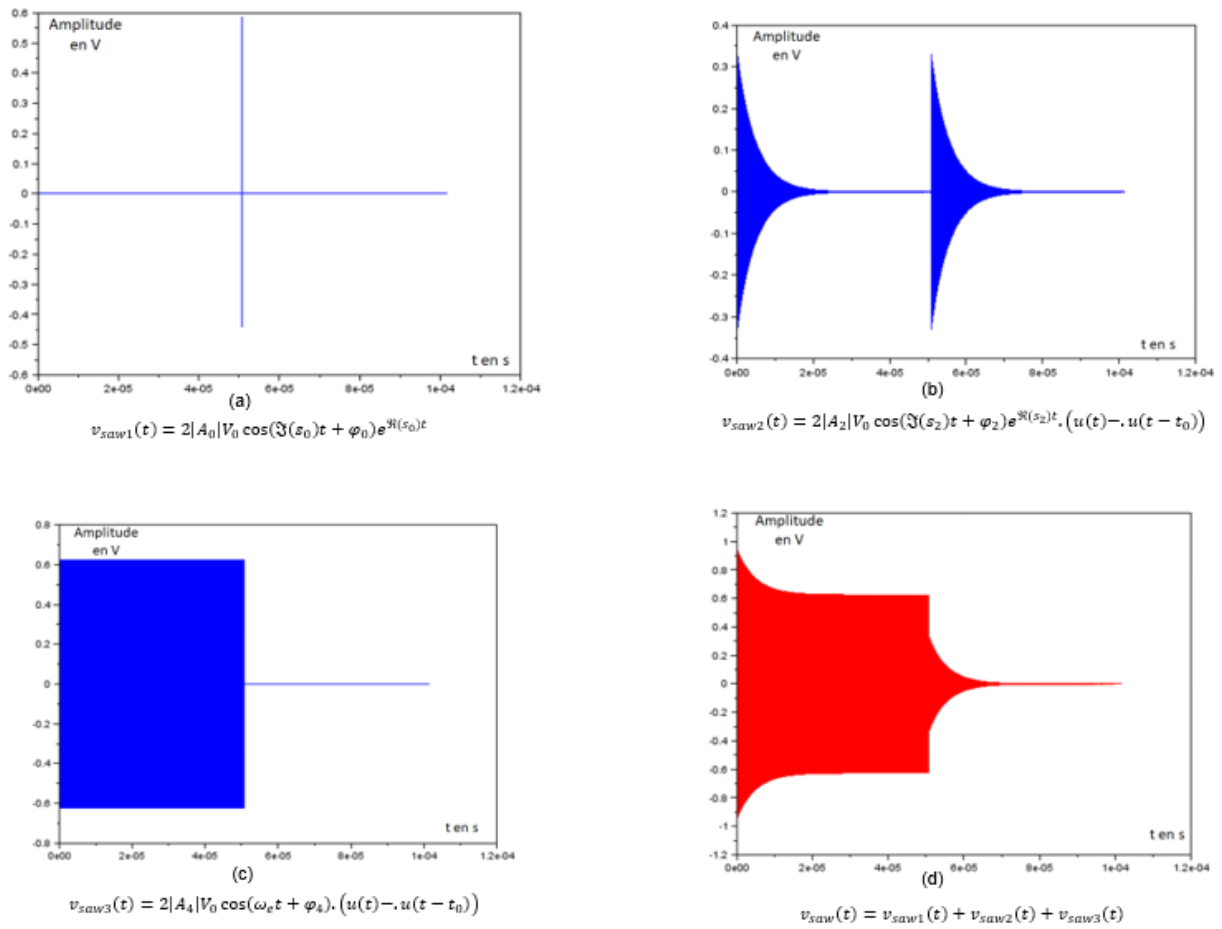 Amplitude
en V
0.6
0.5
0.4
0.3
0.2
0.1
0
-0.1
-0.2
-0.3
-0.4
-0.5
-0.6
t en s
0e00 2e-05 4e-05 6e-05 8e-05 1e-04 1.2e-04
(a)
v_{saw1}(t) = 2|A_0|V_0 cos(ℑ(s_0)t + φ_0)e^{ℜ(s_0)t}
Amplitude
en V
0.4
0.3
0.2
0.1
0
-0.1
-0.2
-0.3
-0.4
t en s
0e00 2e-05 4e-05 6e-05 8e-05 1e-04 1.2e-04
(b)
v_{saw2}(t) = 2|A_2|V_0 cos(ℑ(s_2)t + φ_2)e^{ℜ(s_2)t}.(u(t)−.u(t − t_0))
Amplitude
en V
0.8
0.6
0.4
0.2
0
-0.2
-0.4
-0.6
-0.8
t en s
0e00 2e-05 4e-05 6e-05 8e-05 1e-04 1.2e-04
(c)
v_{saw3}(t) = 2|A_4|V_0 cos(ω_e t + φ_4).(u(t)−.u(t − t_0))
Amplitude
en V
1.2
1
0.8
0.6
0.4
0.2
0
-0.2
-0.4
-0.6
-0.8
-1
-1.2
t en s
0e00 2e-05 4e-05 6e-05 8e-05 1e-04 1.2e-04
(d)
v_{saw}(t) = v_{saw1}(t) + v_{saw2}(t) + v_{saw3}(t)